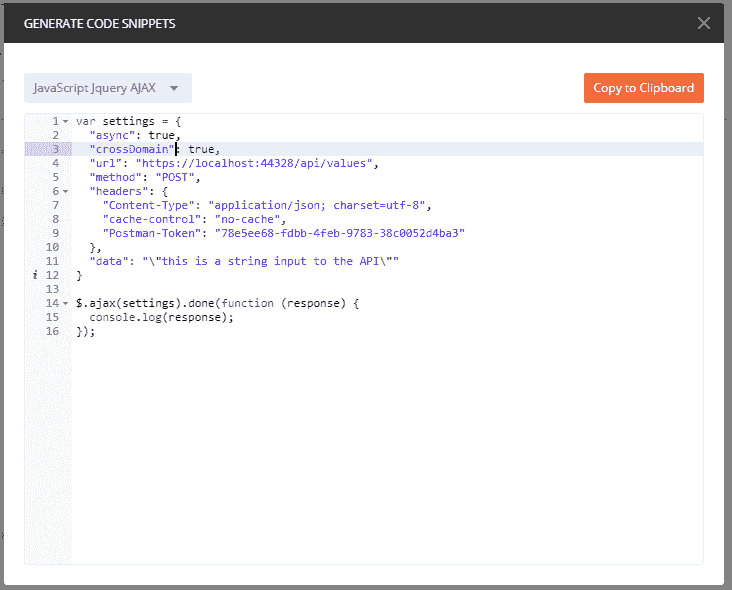 GENERATE CODE SNIPPETS
JavaScript Jquery AJAX
Copy to Clipboard
1 var settings = {
2 "async": true,
3 "crossDomain": true,
4 "url": "https://localhost:44328/api/values",
5 "method": "POST",
6 "headers": {
7 "Content-Type": "application/json; charset=utf-8",
8 "cache-control": "no-cache",
9 "Postman-Token": "78e5ee68-fdbb-4feb-9783-38c0052d4ba3"
10 },
11 "data": "\"this is a string input to the API\""
i 12 }
13
14 $.ajax(settings).done(function (response) {
15 console.log(response);
16 });